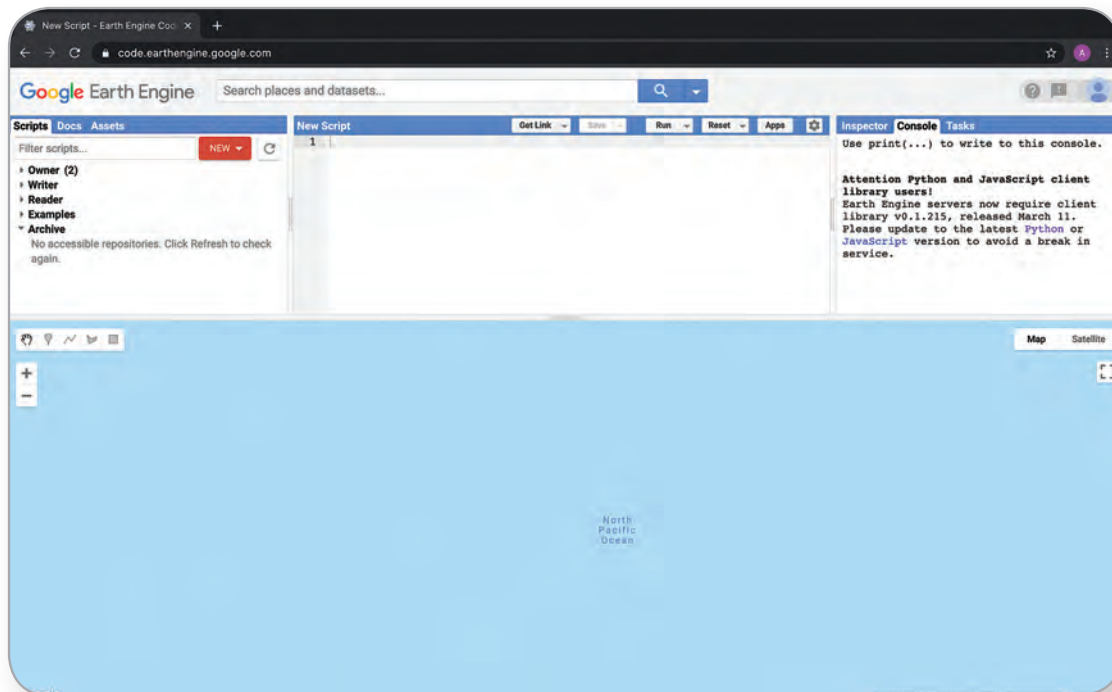 New Script - Earth Engine Cod
code.earthengine.google.com
A
Google Earth Engine
Search places and datasets...
Scripts Docs Assets
Filter scripts...
NEW
Owner (2)
Writer
Reader
Examples
Archive
No accessible repositories. Click Refresh to check
again.
New Script
Get Link
Save
Run
Reset
Apps
1
Inspector Console Tasks
Use print(...) to write to this console.
Attention Python and JavaScript client
library users!
Earth Engine servers now require client
library v0.1.215, released March 11.
Please update to the latest Python or
JavaScript version to avoid a break in
service.
Map
Satellite
North
Pacific
Ocean